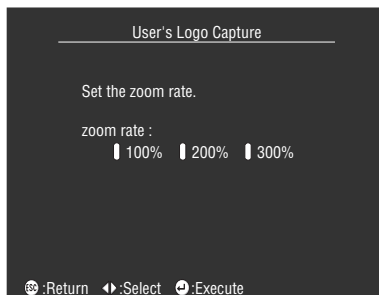 User's Logo Capture
Set the zoom rate.
zoom rate :
100% 200% 300%
ESC :Return :Select :Execute